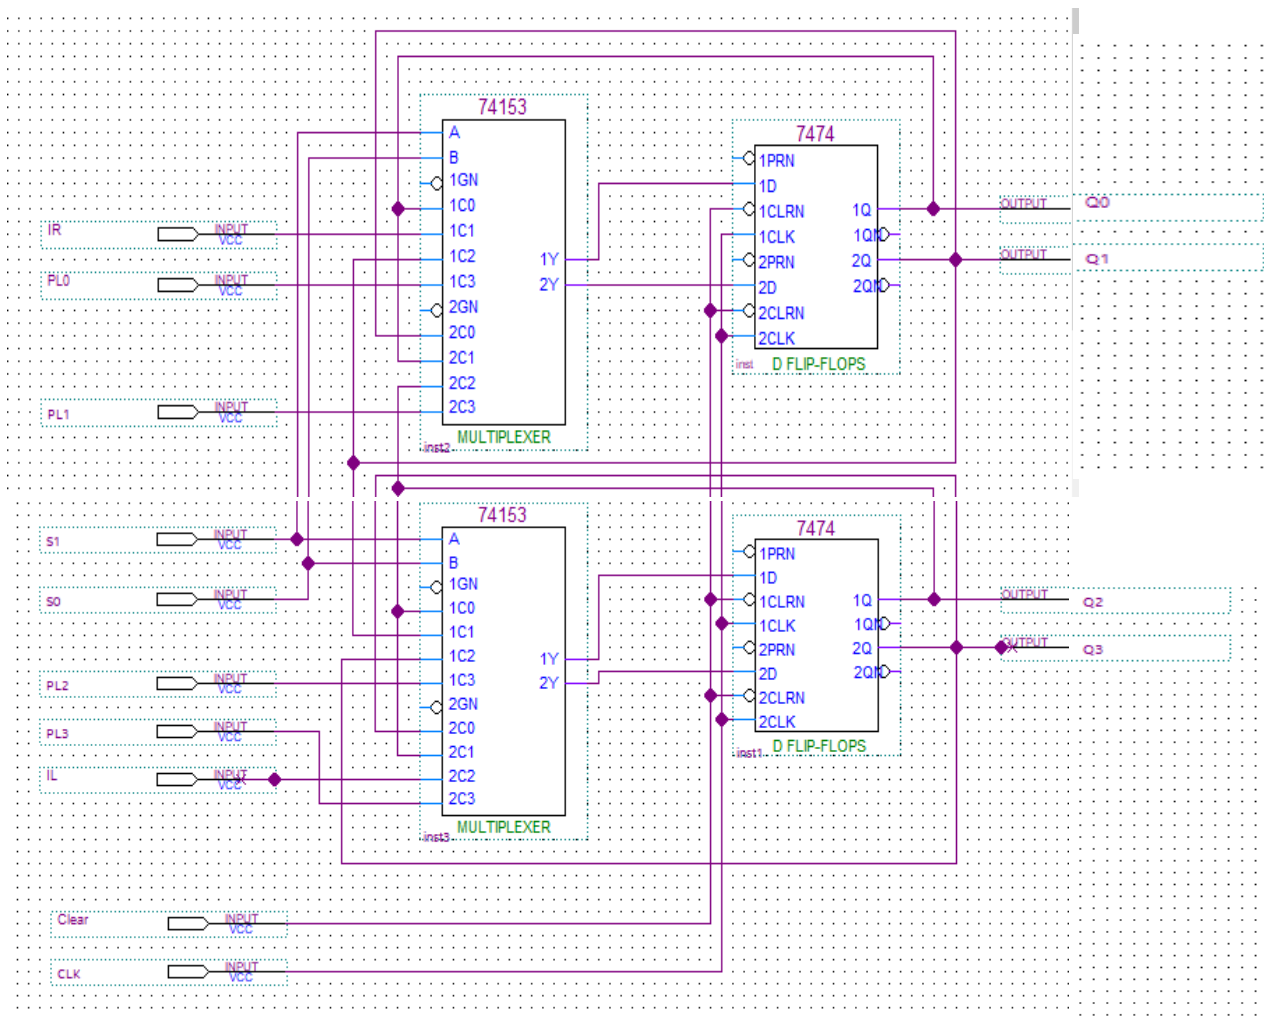 74153
A
B
1GN
1C0
1C1
1C2
1C3
2GN
2C0
2C1
2C2
2C3
1Y
2Y
MULTIPLEXER
inst2
7474
1PRN
1D
1CLRN
1CLK
2PRN
2D
2CLRN
2CLK
1Q
1QN
2Q
2QN
inst
D FLIP-FLOPS
IR
INPUT
VCC
PL0
INPUT
VCC
PL1
INPUT
VCC
OUTPUT
Q0
OUTPUT
Q1
74153
A
B
1GN
1C0
1C1
1C2
1C3
2GN
2C0
2C1
2C2
2C3
1Y
2Y
MULTIPLEXER
inst3
7474
1PRN
1D
1CLRN
1CLK
2PRN
2D
2CLRN
2CLK
1Q
1QN
2Q
2QN
inst1
D FLIP-FLOPS
S1
INPUT
VCC
S0
INPUT
VCC
PL2
INPUT
VCC
PL3
INPUT
VCC
IL
INPUT
VCC
OUTPUT
Q2
OUTPUT
Q3
Clear
INPUT
VCC
CLK
INPUT
VCC